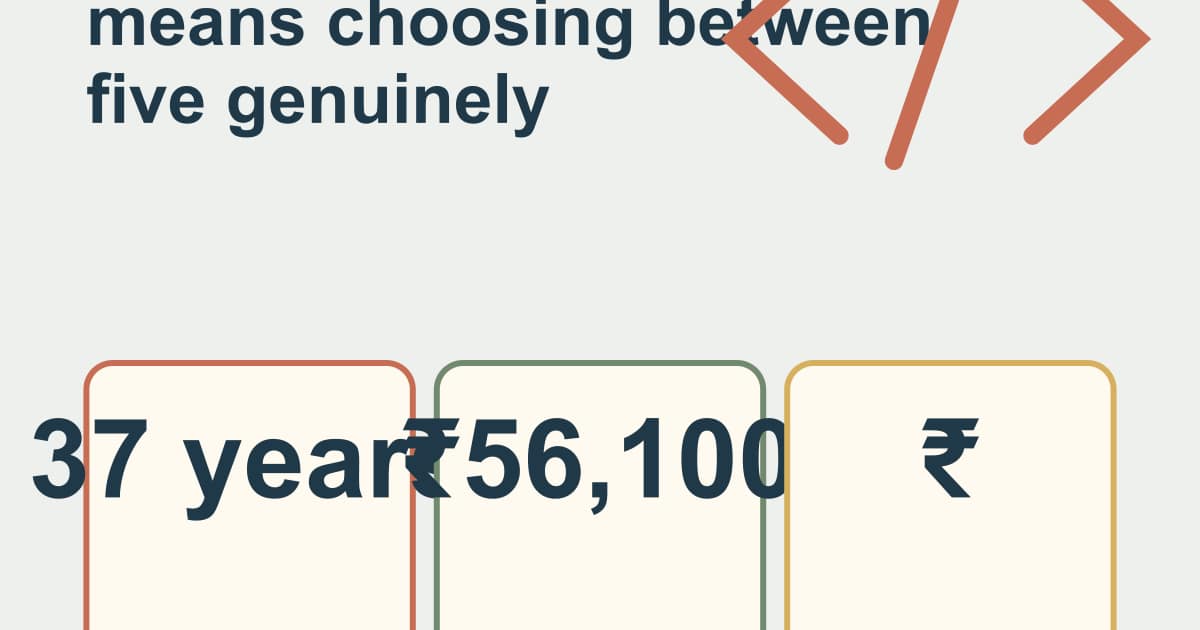 means choosing between
five genuinely
37 year
₹56,100
₹